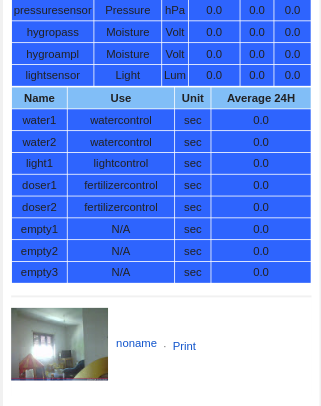 pressuresensor Pressure hPa 0.0 0.0 0.0
hygropass Moisture Volt 0.0 0.0 0.0
hygroampl Moisture Volt 0.0 0.0 0.0
lightsensor Light Lum 0.0 0.0 0.0
Name Use Unit Average 24H
water1 watercontrol sec 0.0
water2 watercontrol sec 0.0
light1 lightcontrol sec 0.0
doser1 fertilizercontrol sec 0.0
doser2 fertilizercontrol sec 0.0
empty1 N/A sec 0.0
empty2 N/A sec 0.0
empty3 N/A sec 0.0
noname . Print